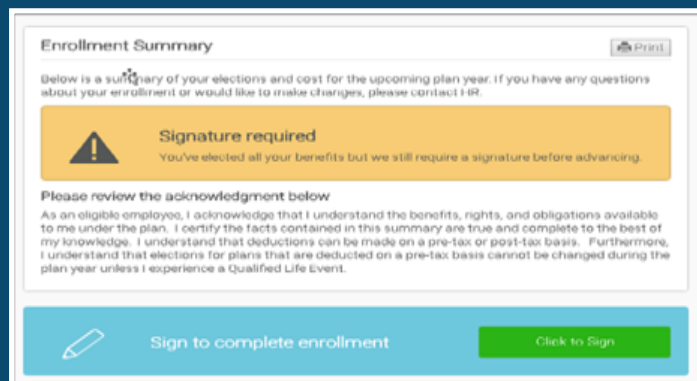 Enrollment Summary
Print
Below is a summary of your elections and cost for the upcoming plan year. If you have any questions
about your enrollment or would like to make changes, please contact HR.
Signature required
You've elected all your benefits but we still require a signature before advancing.
Please review the acknowledgment below
As an eligible employee, I acknowledge that I understand the benefits, rights, and obligations available
to me under the plan. I certify the facts contained in this summary are true and complete to the best of
my knowledge. I understand that deductions can be made on a pre-tax or post-tax basis. Furthermore,
I understand that elections for plans that are deducted on a pre-tax basis cannot be changed during the
plan year unless I experience a Qualified Life Event.
Sign to complete enrollment
Click to Sign